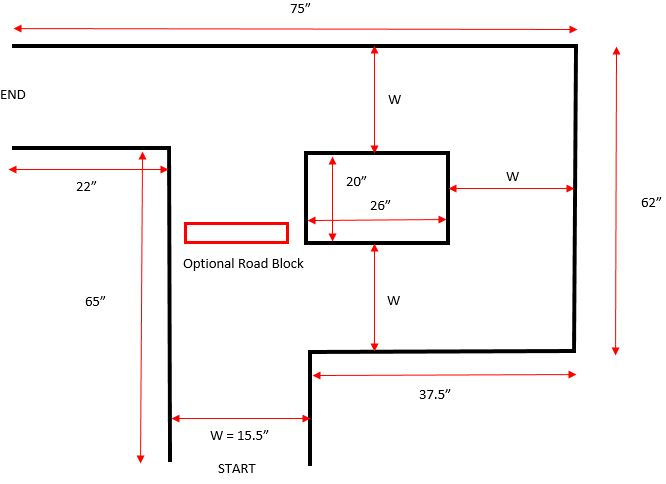 75”
W
END
20”
W
22”
26”
62”
Optional Road Block
65”
W
37.5”
W = 15.5”
START